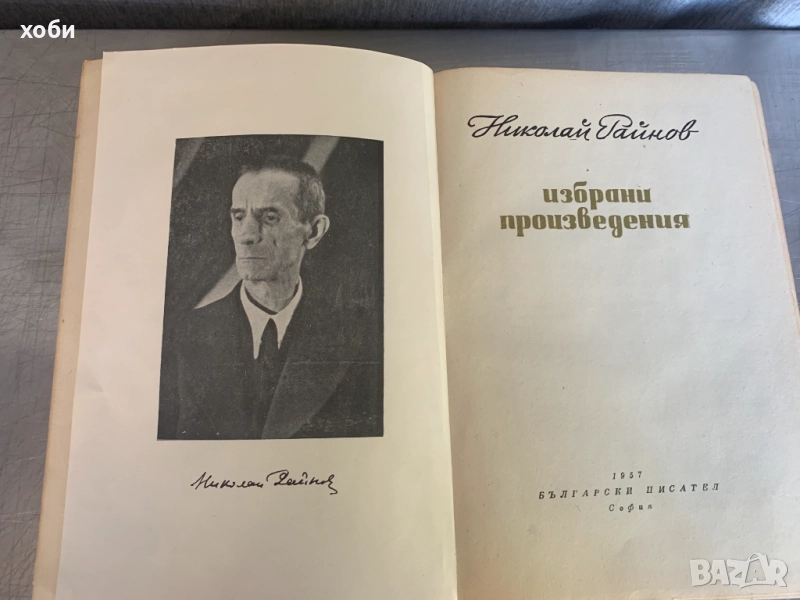 хоби
Николай Райнов
Николай Райнов
избрани
произведения
1957
БЪЛГАРСКИ ПИСАТЕЛ
София
BAZAR